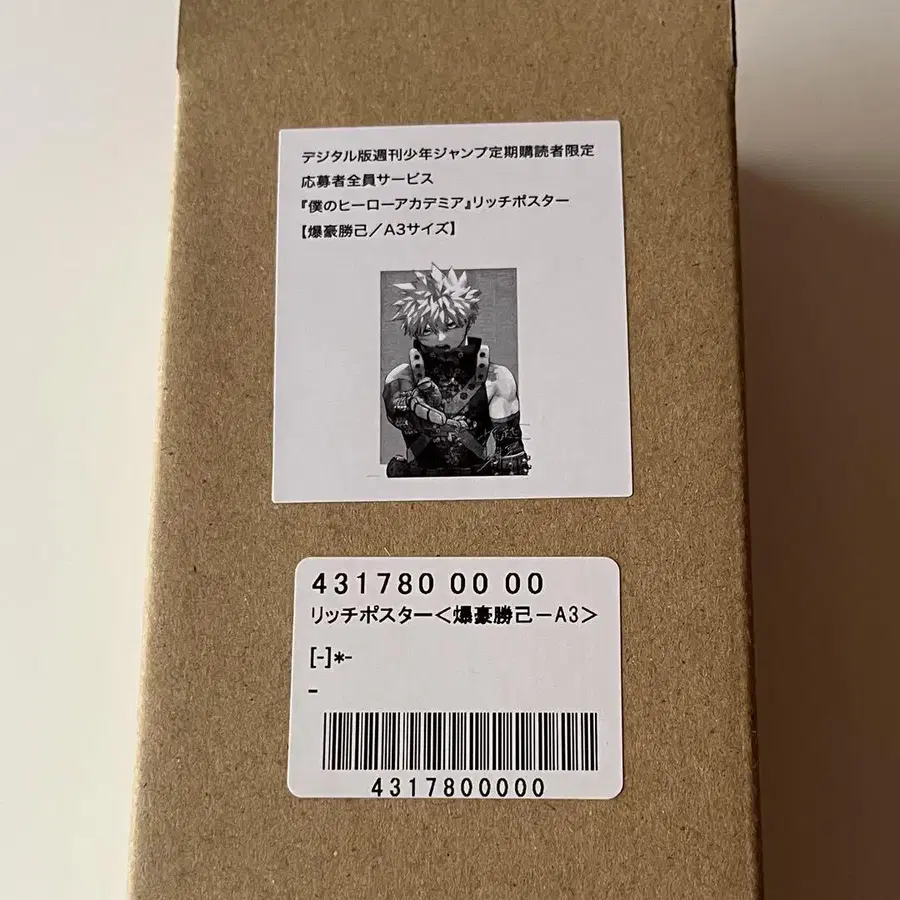 デジタル版週刊少年ジャンプ定期購読者限定
応募者全員サービス
『僕のヒーローアカデミア』リッチポスター
【爆豪勝己／A3サイズ】
431780 00 00
リッチポスター＜爆豪勝己－A3＞
[-]*-
-
4317800000